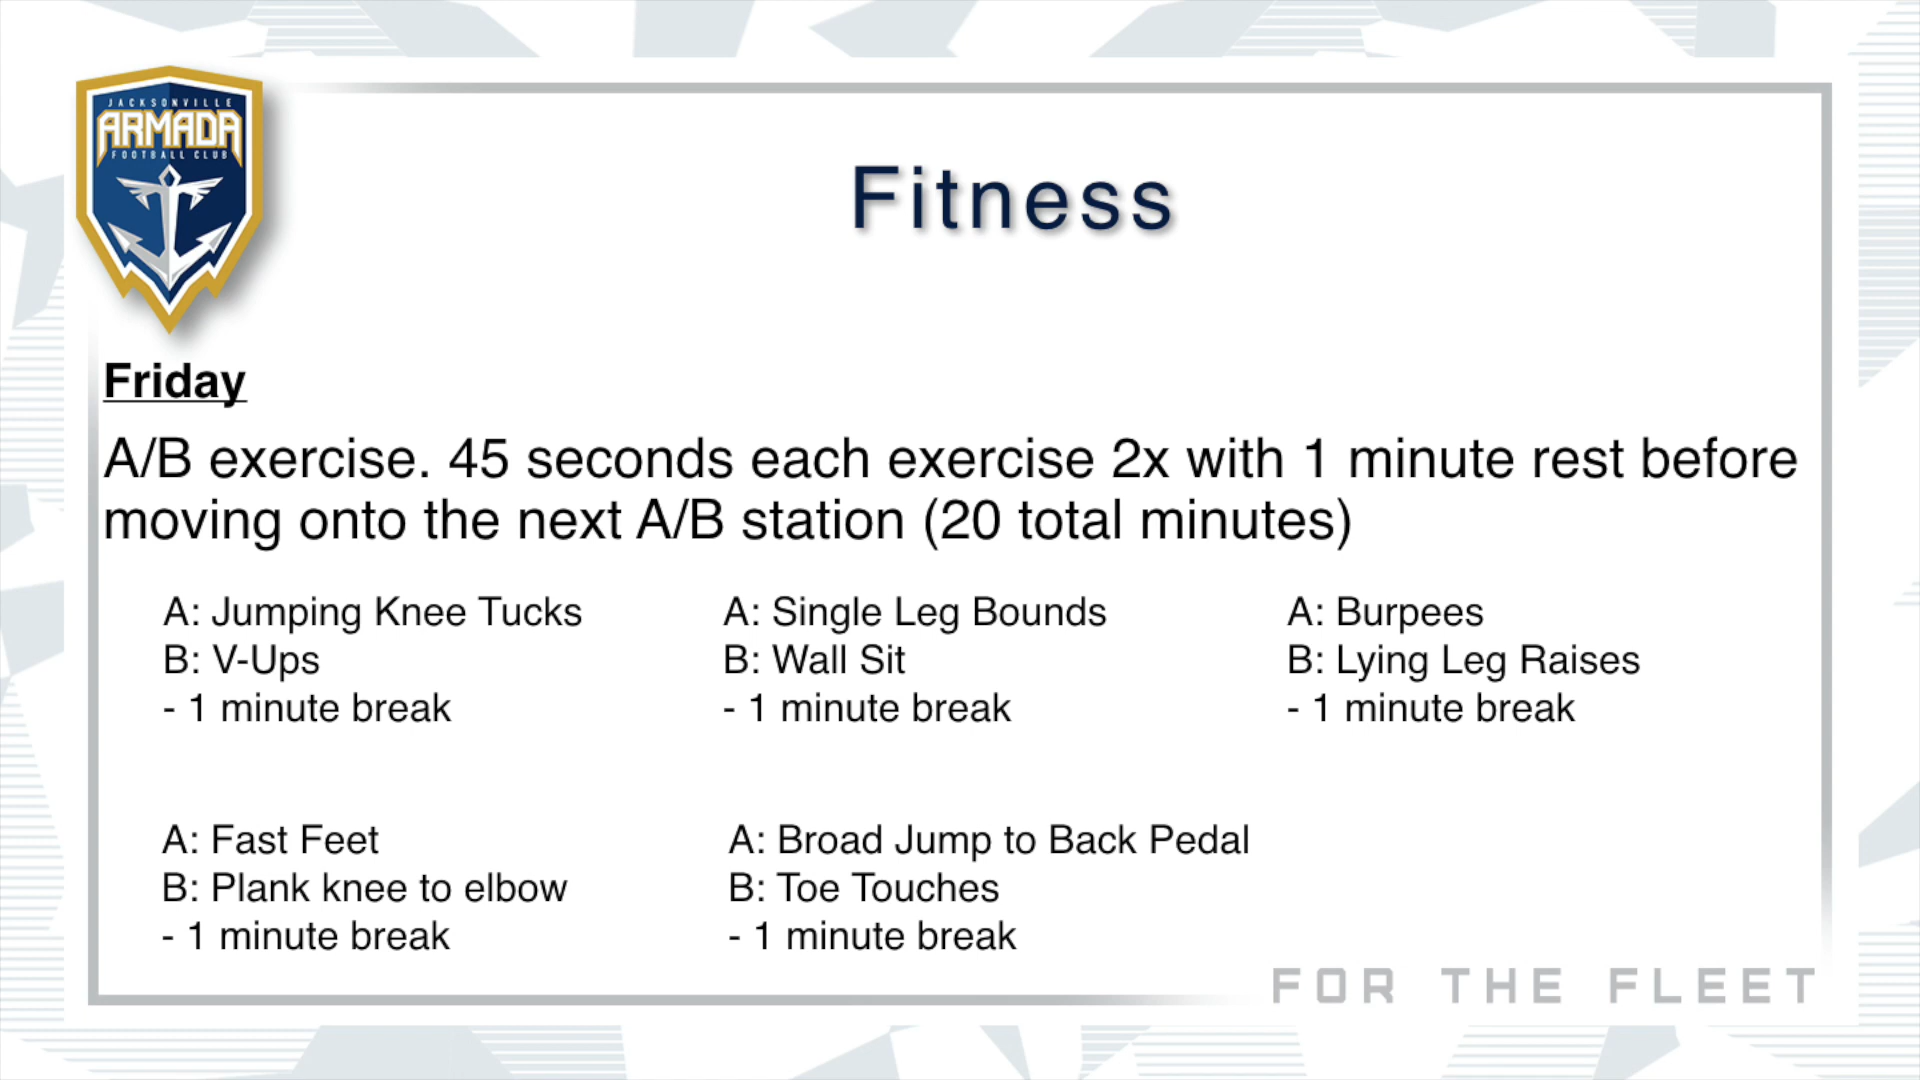 JACKSONVILLE
ARMADA
FOOTBALL CLUB
Fitness
Friday
A/B exercise. 45 seconds each exercise 2x with 1 minute rest before
moving onto the next A/B station (20 total minutes)
A: Jumping Knee Tucks
B: V-Ups
- 1 minute break
A: Single Leg Bounds
B: Wall Sit
- 1 minute break
A: Burpees
B: Lying Leg Raises
- 1 minute break
A: Fast Feet
B: Plank knee to elbow
- 1 minute break
A: Broad Jump to Back Pedal
B: Toe Touches
- 1 minute break
FOR THE FLEET